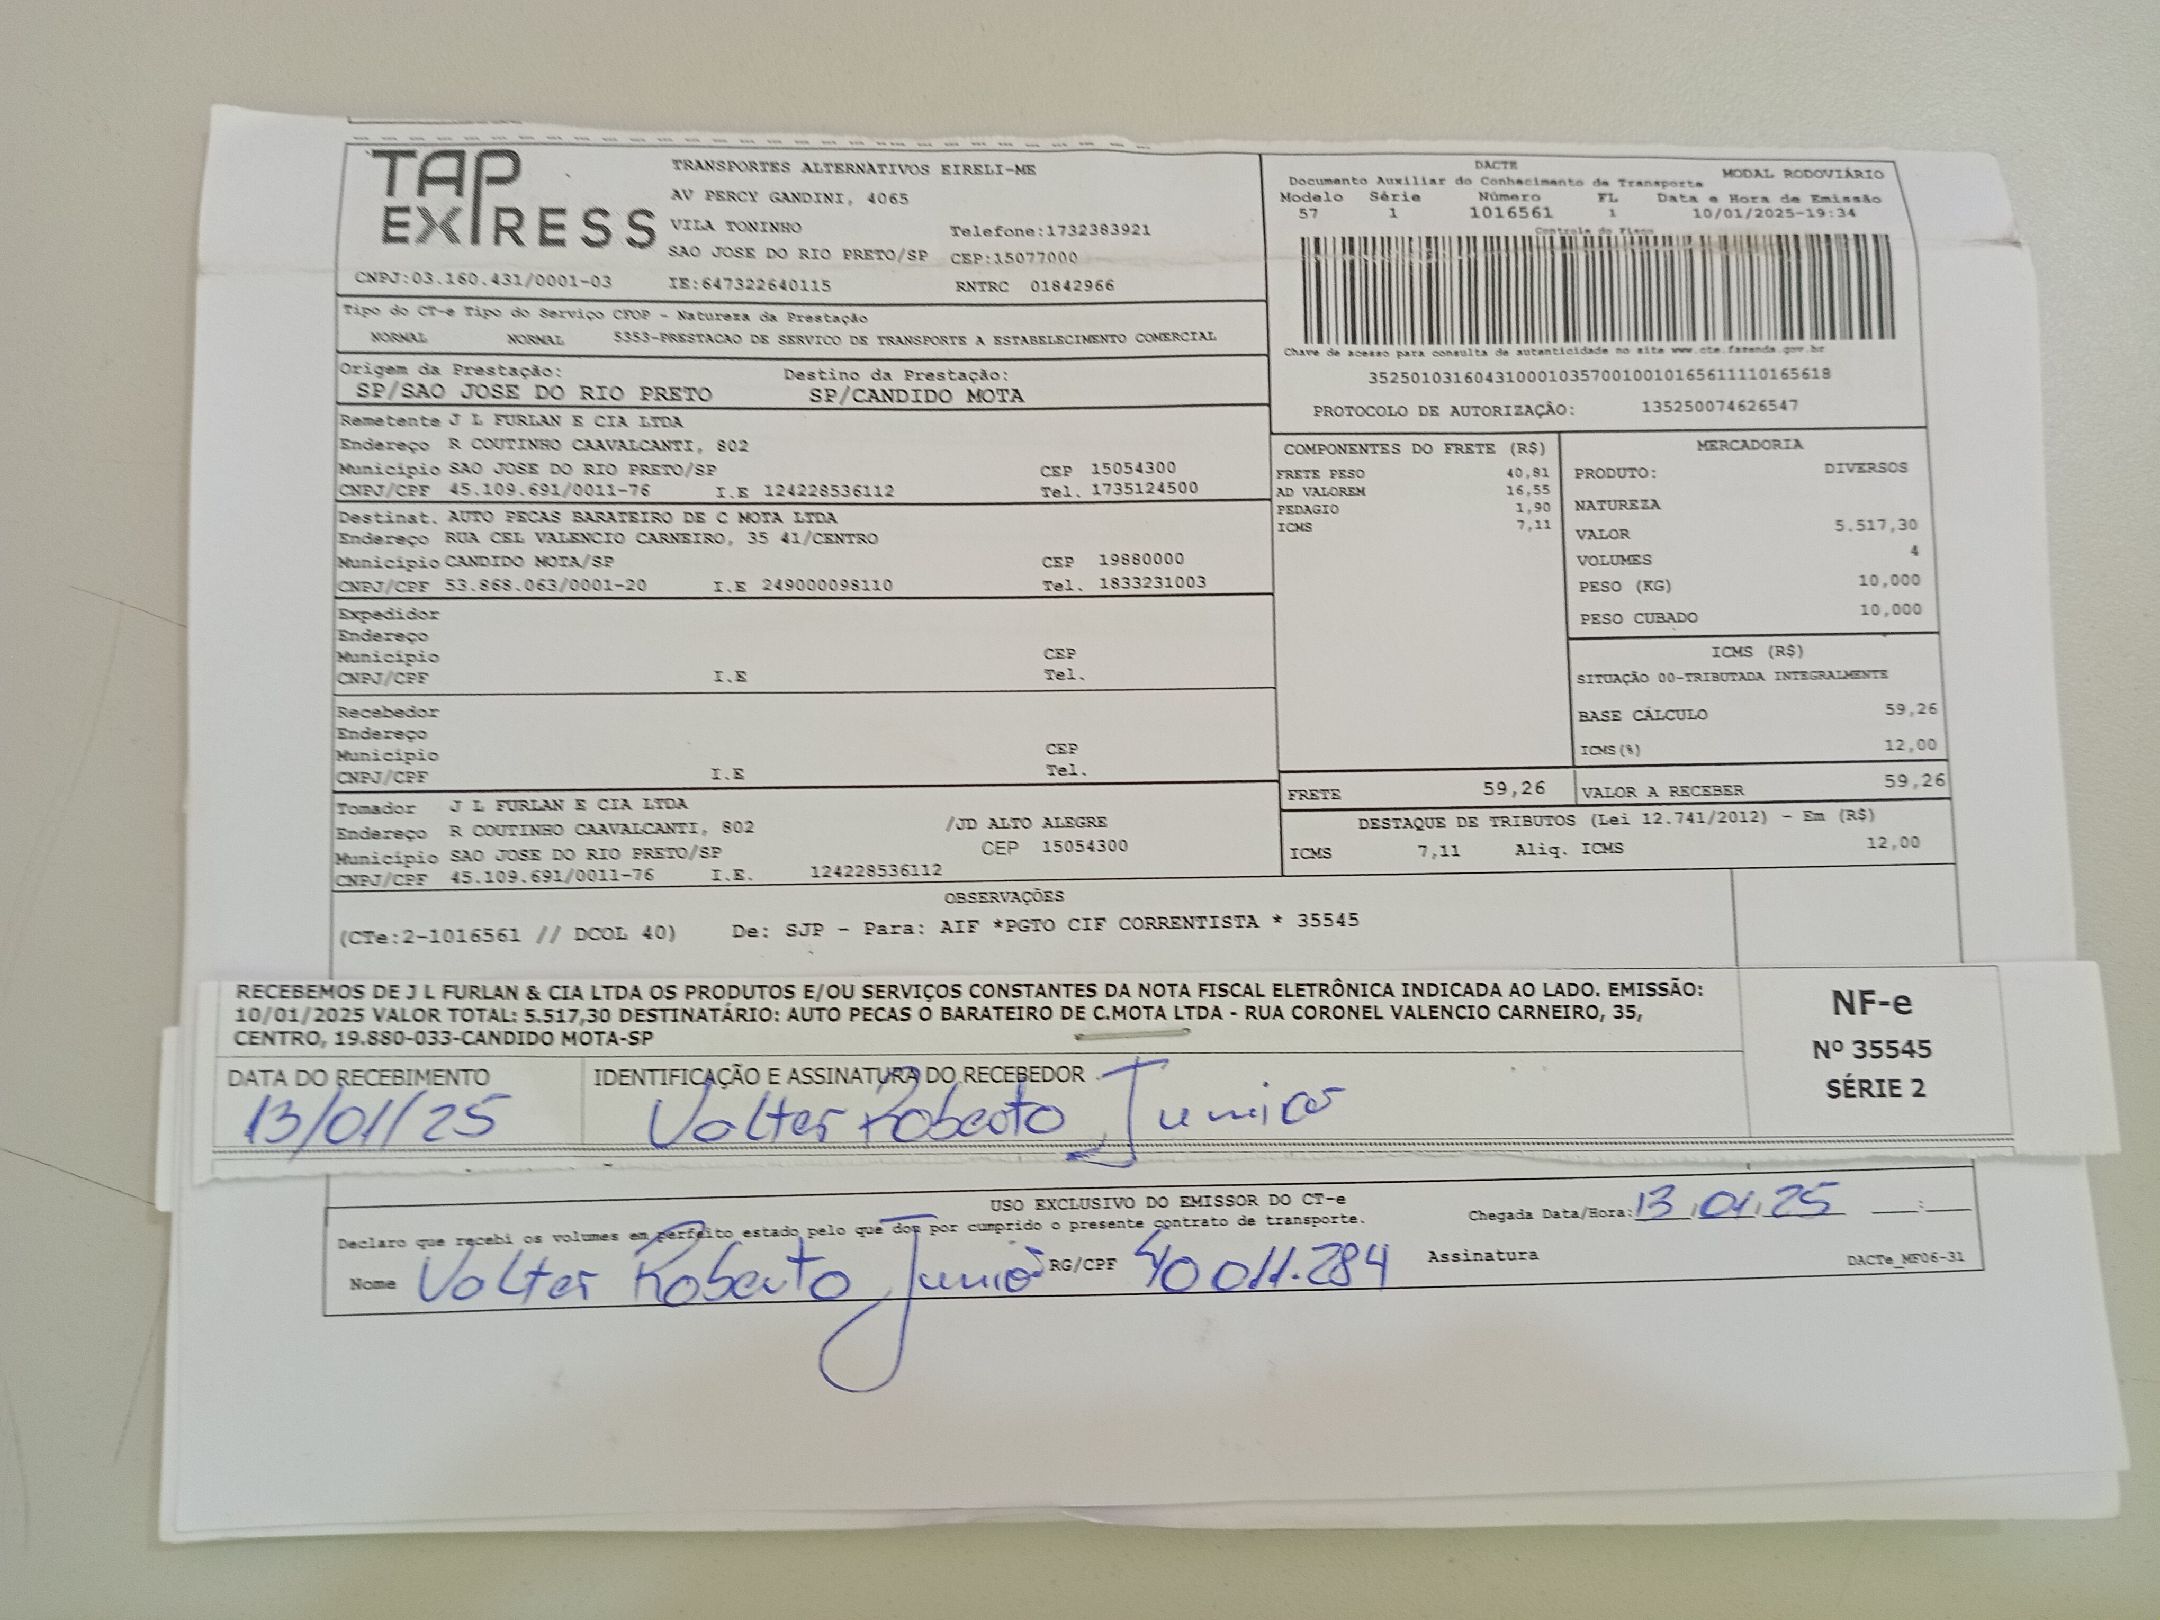 TAP EXPRESS
TRANSPORTES ALTERNATIVOS EIRELI-ME
AV PERCY GANDINI, 4065
VILA TONINHO Telefone:1732383921
SAO JOSE DO RIO PRETO/SP CEP:15077000
CNPJ:03.160.431/0001-03 IE:647322640115 RNTRC 01842966
DACTE MODAL RODOVIÁRIO
Documento Auxiliar do Conhecimento de Transporte
Modelo Série Número FL Data e Hora de Emissão
57 1 1016561 1 10/01/2025-19:34
Controle do Fisco
Chave de acesso para consulta de autenticidade no site www.cte.fazenda.gov.br
35250103160431000103570010010165611110165618
PROTOCOLO DE AUTORIZAÇÃO: 135250074626547
Tipo do CT-e Tipo do Serviço CFOP - Natureza da Prestação
NORMAL NORMAL 5353-PRESTACAO DE SERVICO DE TRANSPORTE A ESTABELECIMENTO COMERCIAL
Origem da Prestação: Destino da Prestação:
SP/SAO JOSE DO RIO PRETO SP/CANDIDO MOTA
Remetente J L FURLAN E CIA LTDA
Endereço R COUTINHO CAAVALCANTI, 802
Município SAO JOSE DO RIO PRETO/SP CEP 15054300
CNPJ/CPF 45.109.691/0011-76 I.E 124228536112 Tel. 1735124500
Destinat. AUTO PECAS BARATEIRO DE C MOTA LTDA
Endereço RUA CEL VALENCIO CARNEIRO, 35 41/CENTRO
Município CANDIDO MOTA/SP CEP 19880000
CNPJ/CPF 53.868.063/0001-20 I.E 249000098110 Tel. 1833231003
Expedidor
Endereço
Município CEP
CNPJ/CPF I.E Tel.
Recebedor
Endereço
Município CEP
CNPJ/CPF I.E Tel.
Tomador J L FURLAN E CIA LTDA
Endereço R COUTINHO CAAVALCANTI, 802 /JD ALTO ALEGRE
Município SAO JOSE DO RIO PRETO/SP CEP 15054300
CNPJ/CPF 45.109.691/0011-76 I.E. 124228536112
COMPONENTES DO FRETE (R$)
FRETE PESO 40,81
AD VALOREM 16,55
PEDAGIO 1,90
ICMS 7,11
MERCADORIA
PRODUTO: DIVERSOS
NATUREZA
VALOR 5.517,30
VOLUMES 4
PESO (KG) 10,000
PESO CUBADO 10,000
ICMS (R$)
SITUAÇÃO 00-TRIBUTADA INTEGRALMENTE
BASE CÁLCULO 59,26
ICMS(%) 12,00
FRETE 59,26 VALOR A RECEBER 59,26
DESTAQUE DE TRIBUTOS (Lei 12.741/2012) - Em (R$)
ICMS 7,11 Aliq. ICMS 12,00
OBSERVAÇÕES
(CTe:2-1016561 // DCOL 40) De: SJP - Para: AIF *PGTO CIF CORRENTISTA * 35545
RECEBEMOS DE J L FURLAN & CIA LTDA OS PRODUTOS E/OU SERVIÇOS CONSTANTES DA NOTA FISCAL ELETRÔNICA INDICADA AO LADO. EMISSÃO:
10/01/2025 VALOR TOTAL: 5.517,30 DESTINATÁRIO: AUTO PECAS O BARATEIRO DE C.MOTA LTDA - RUA CORONEL VALENCIO CARNEIRO, 35,
CENTRO, 19.880-033-CANDIDO MOTA-SP
NF-e
Nº 35545
SÉRIE 2
DATA DO RECEBIMENTO IDENTIFICAÇÃO E ASSINATURA DO RECEBEDOR
13/01/25 Volter Roberto Junior
USO EXCLUSIVO DO EMISSOR DO CT-e
Declaro que recebi os volumes em perfeito estado pelo que dou por cumprido o presente contrato de transporte. Chegada Data/Hora: 13 01 25 :
Nome Volter Roberto Junior RG/CPF 40 011.284 Assinatura DACTe_MF06-31